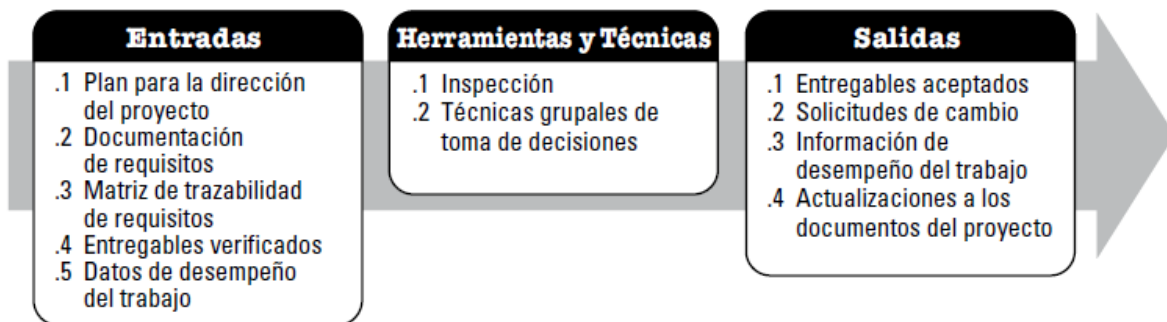 Entradas
.1 Plan para la dirección
del proyecto
.2 Documentación
de requisitos
.3 Matriz de trazabilidad
de requisitos
.4 Entregables verificados
.5 Datos de desempeño
del trabajo
Herramientas y Técnicas
.1 Inspección
.2 Técnicas grupales de
toma de decisiones
Salidas
.1 Entregables aceptados
.2 Solicitudes de cambio
.3 Información de
desempeño del trabajo
.4 Actualizaciones a los
documentos del proyecto